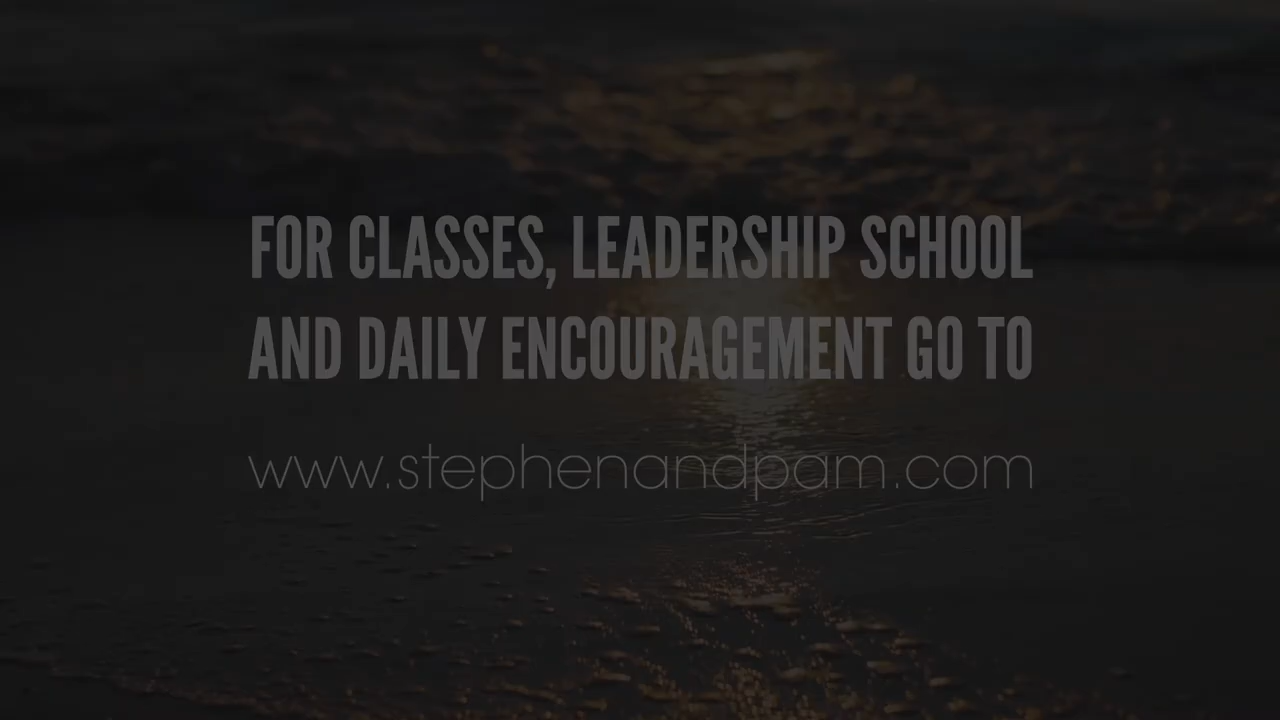 FOR CLASSES, LEADERSHIP SCHOOL
AND DAILY ENCOURAGEMENT GO TO
www.stephenandpam.com